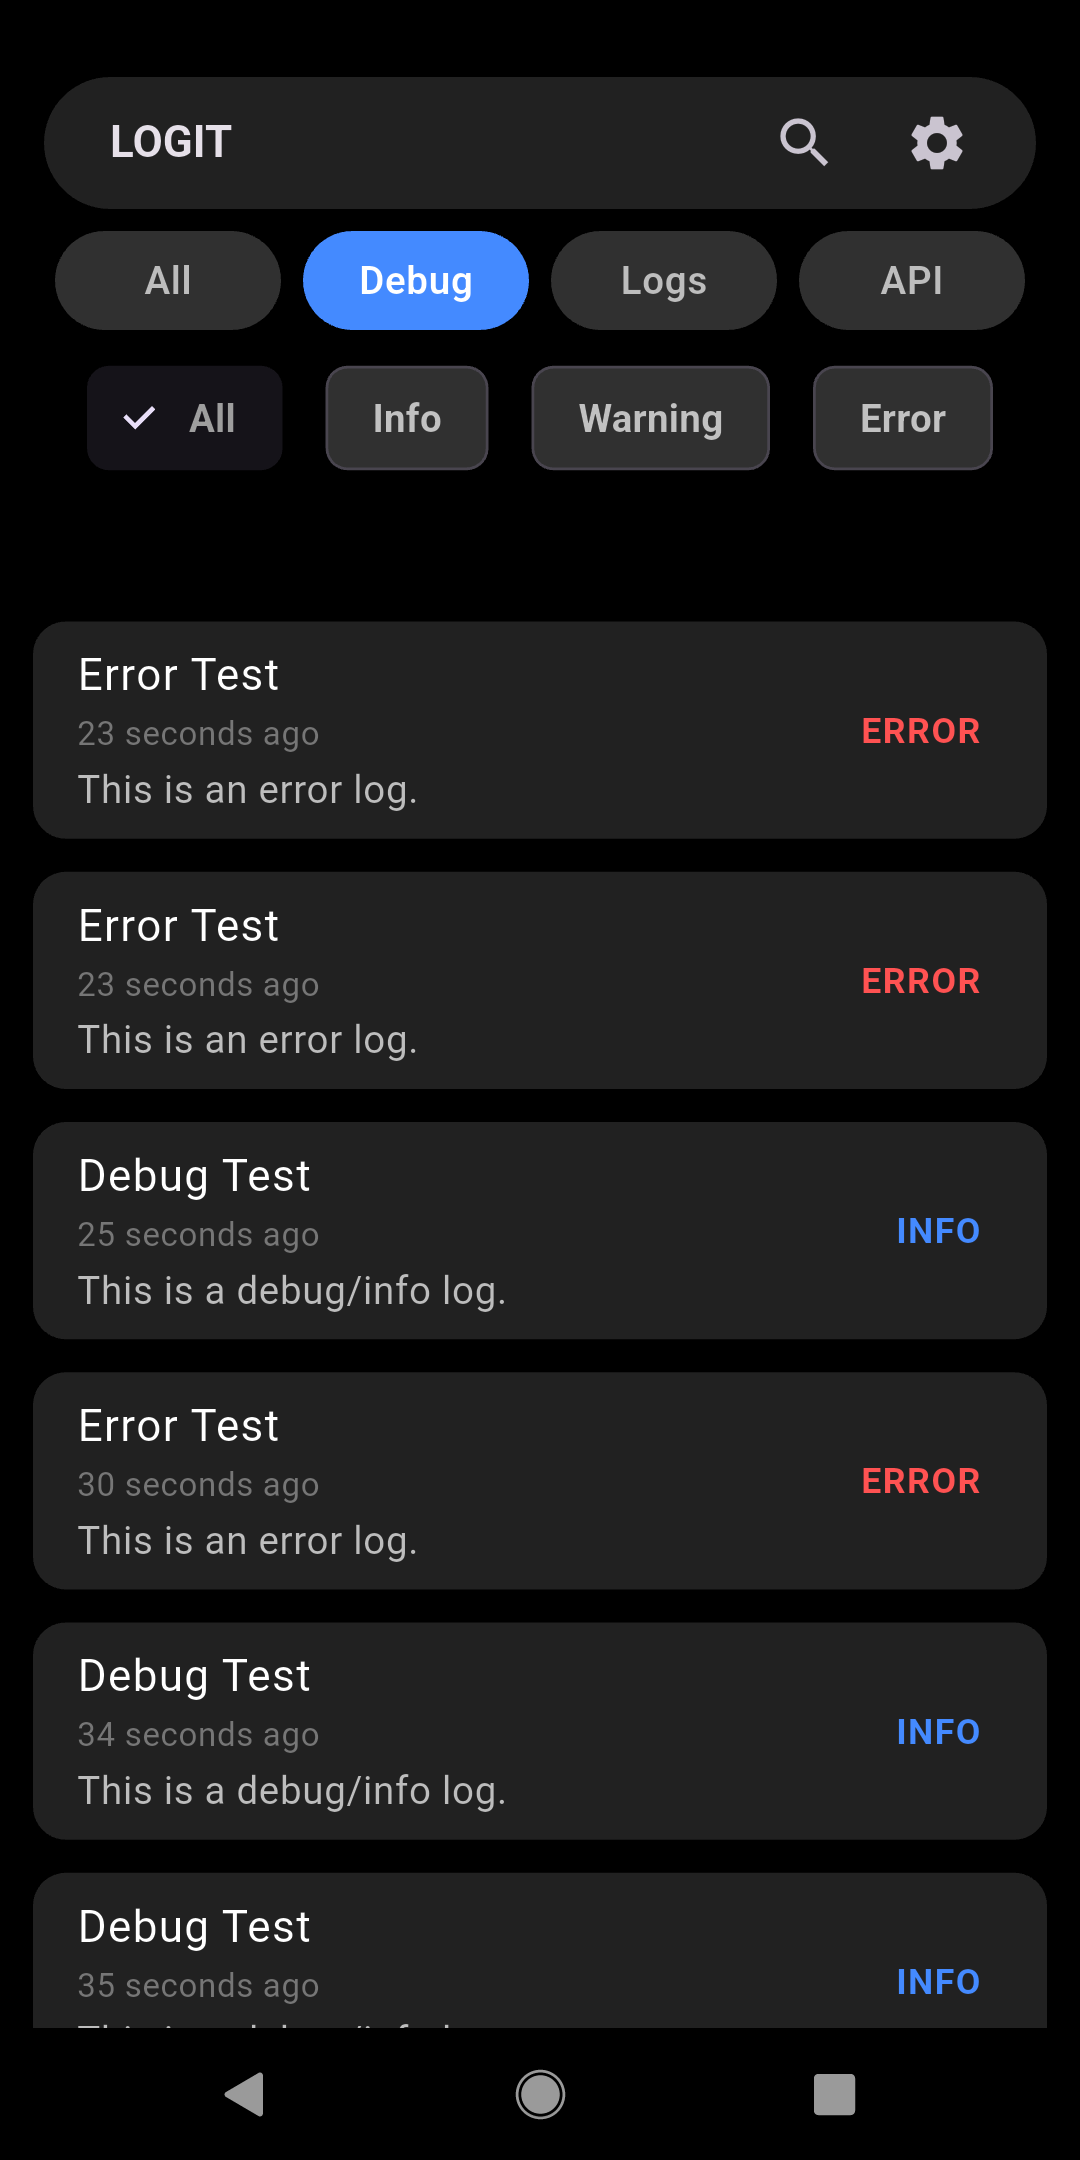 LOGIT
All Debug Logs API
All Info Warning Error
Error Test
23 seconds ago
ERROR
This is an error log.
Error Test
23 seconds ago
ERROR
This is an error log.
Debug Test
25 seconds ago
INFO
This is a debug/info log.
Error Test
30 seconds ago
ERROR
This is an error log.
Debug Test
34 seconds ago
INFO
This is a debug/info log.
Debug Test
35 seconds ago
INFO